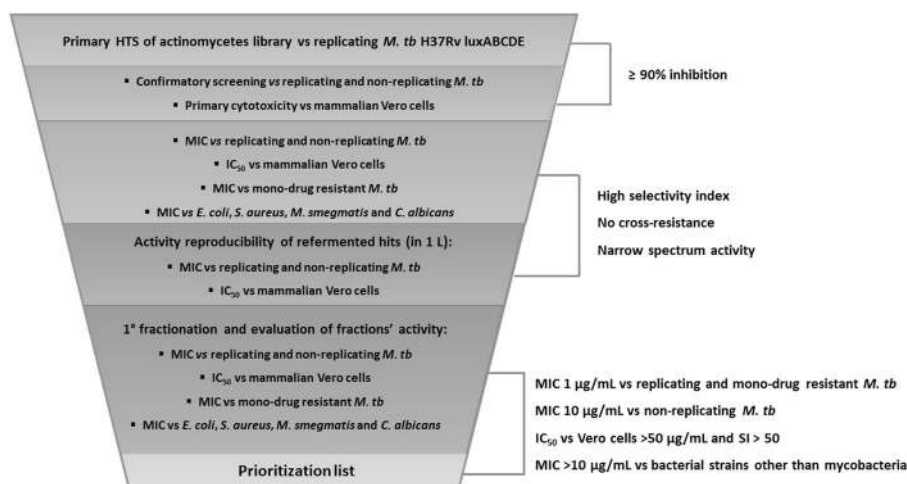 Primary HTS of actinomycetes library vs replicating M. tb H37Rv luxABCDE
▪ Confirmatory screening vs replicating and non-replicating M. tb
▪ Primary cytotoxicity vs mammalian Vero cells
≥ 90% inhibition
▪ MIC vs replicating and non-replicating M. tb
▪ IC₅₀ vs mammalian Vero cells
▪ MIC vs mono-drug resistant M. tb
▪ MIC vs E. coli, S. aureus, M. smegmatis and C. albicans
Activity reproducibility of refermented hits (in 1 L):
▪ MIC vs replicating and non-replicating M. tb
▪ IC₅₀ vs mammalian Vero cells
High selectivity index
No cross-resistance
Narrow spectrum activity
1° fractionation and evaluation of fractions' activity:
▪ MIC vs replicating and non-replicating M. tb
▪ IC₅₀ vs mammalian Vero cells
▪ MIC vs mono-drug resistant M. tb
▪ MIC vs E. coli, S. aureus, M. smegmatis and C. albicans
Prioritization list
MIC 1 µg/mL vs replicating and mono-drug resistant M. tb
MIC 10 µg/mL vs non-replicating M. tb
IC₅₀ vs Vero cells >50 µg/mL and SI > 50
MIC >10 µg/mL vs bacterial strains other than mycobacteria